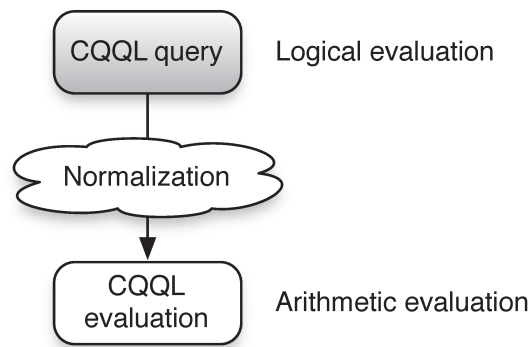 CQQL query
Logical evaluation
Normalization
CQQL
evaluation
Arithmetic evaluation